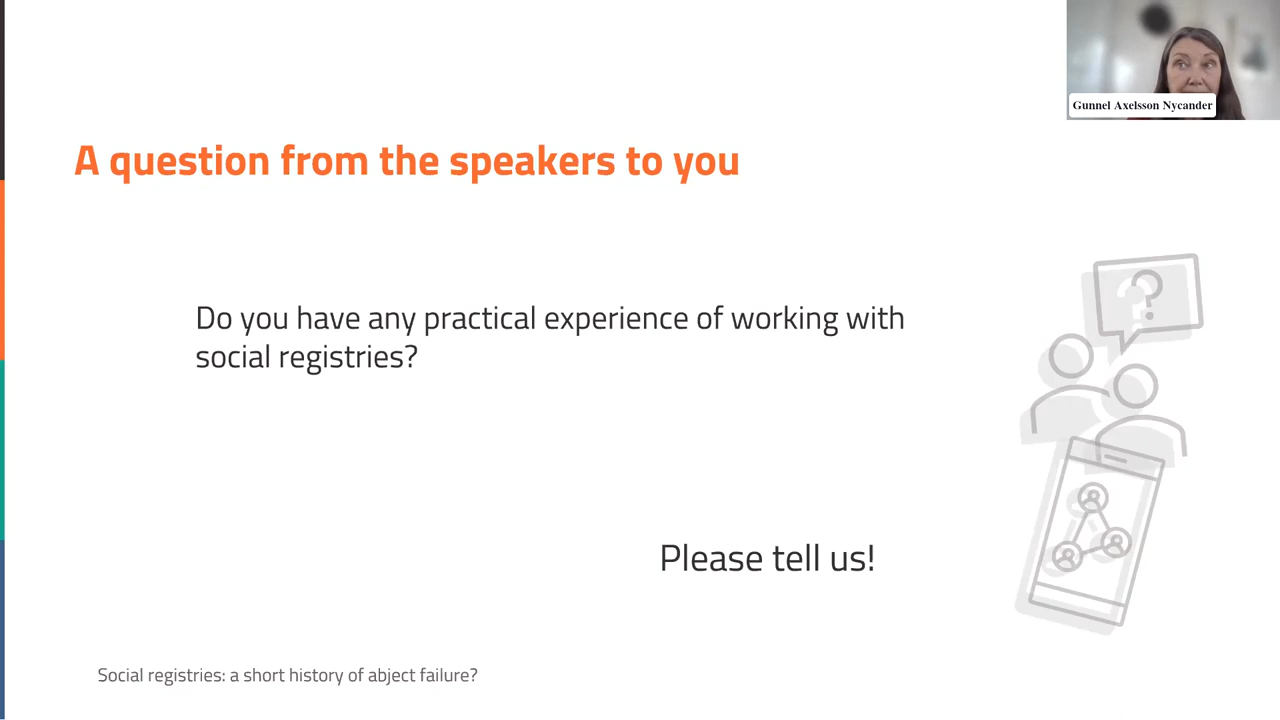 Gunnel Axelsson Nycander
A question from the speakers to you
Do you have any practical experience of working with
social registries?
?
Please tell us!
Social registries: a short history of abject failure?